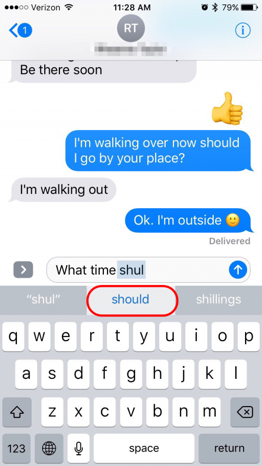 Verizon 11:28 AM 79%
1 RT
Be there soon
I'm walking over now should
I go by your place?
I'm walking out
Ok. I'm outside
Delivered
What time shul
“shul” should shillings
q w e r t y u i o p
a s d f g h j k l
z x c v b n m
123 space return